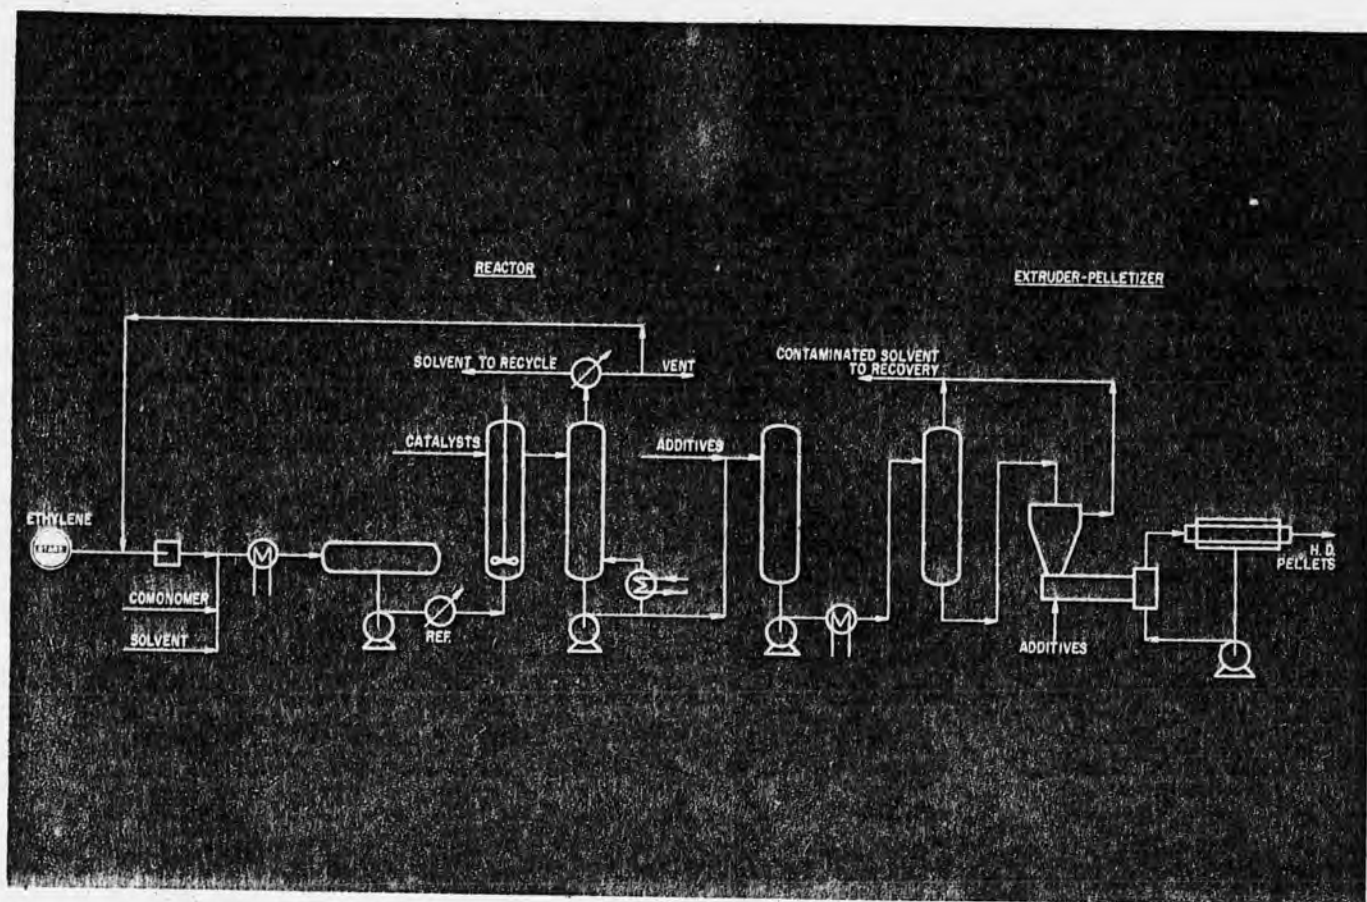 REACTOR
EXTRUDER-PELLETIZER
SOLVENT TO RECYCLE
VENT
CONTAMINATED SOLVENT
TO RECOVERY
CATALYSTS
ADDITIVES
ETHYLENE
START
COMONOMER
SOLVENT
REF.
ADDITIVES
H. D.
PELLETS